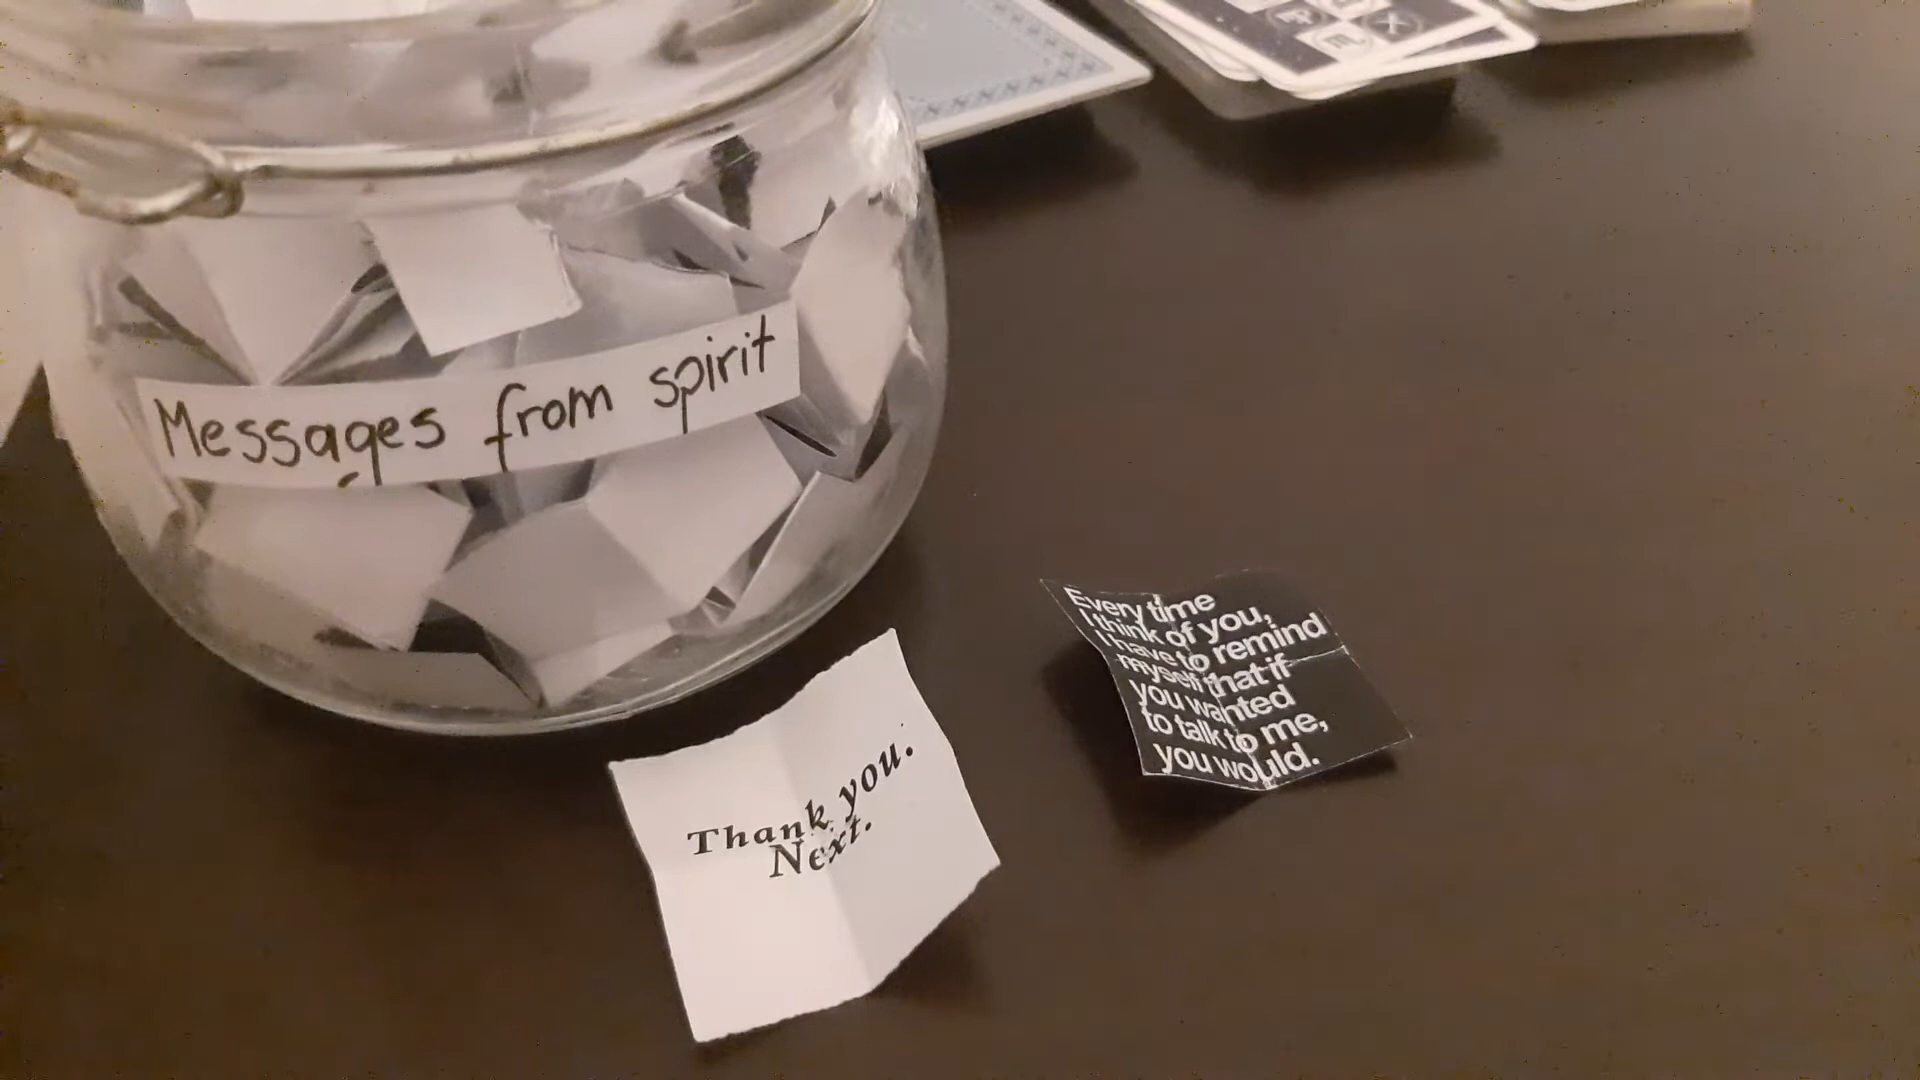 Messages from spirit
Thank you.
Next.
Every time
I think of you,
I have to remind
myself that if
you wanted
to talk to me,
you would.